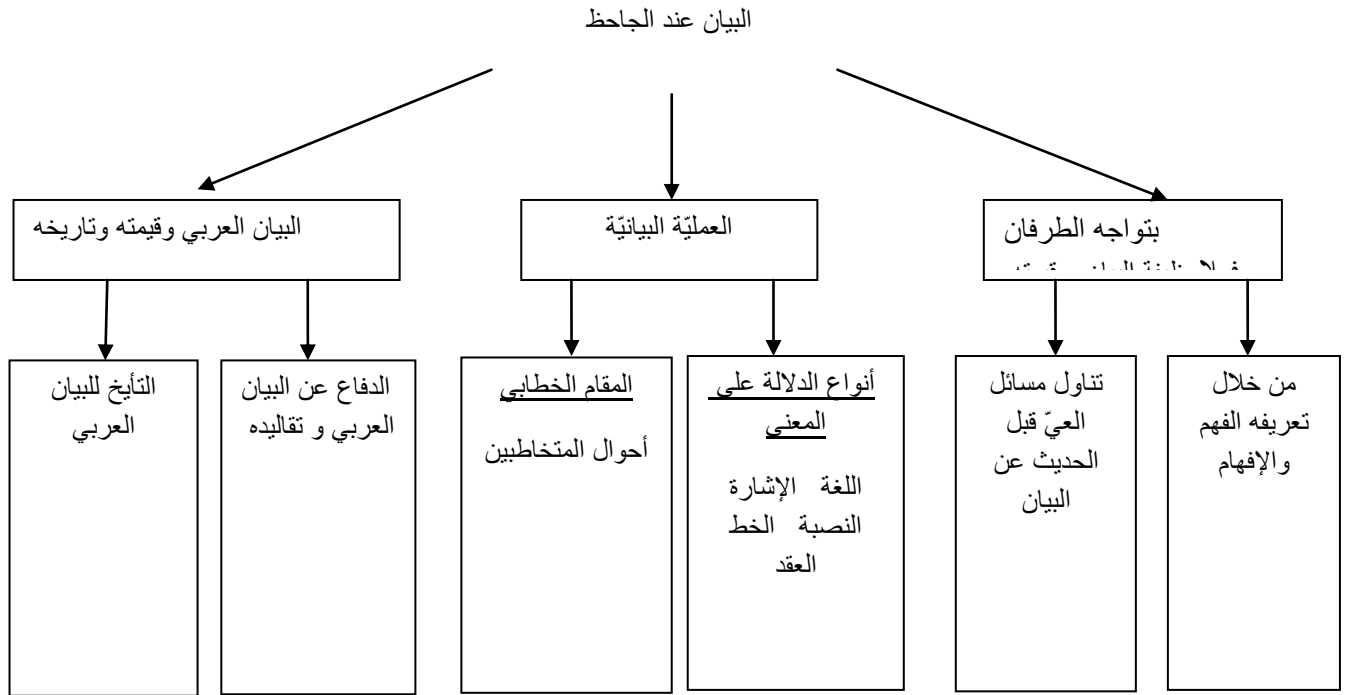 البيان عند الجاحظ
بتواجه الطرفان
العمليّة البيانيّة
البيان العربي وقيمته وتاريخه
من خلال
تعريفه الفهم
والإفهام
تناول مسائل
العيّ قبل
الحديث عن
البيان
أنواع الدلالة على
المعنى
اللغة الإشارة
النصبة الخط
العقد
المقام الخطابي
أحوال المتخاطبين
الدفاع عن البيان
العربي و تقاليده
التأيخ للبيان
العربي